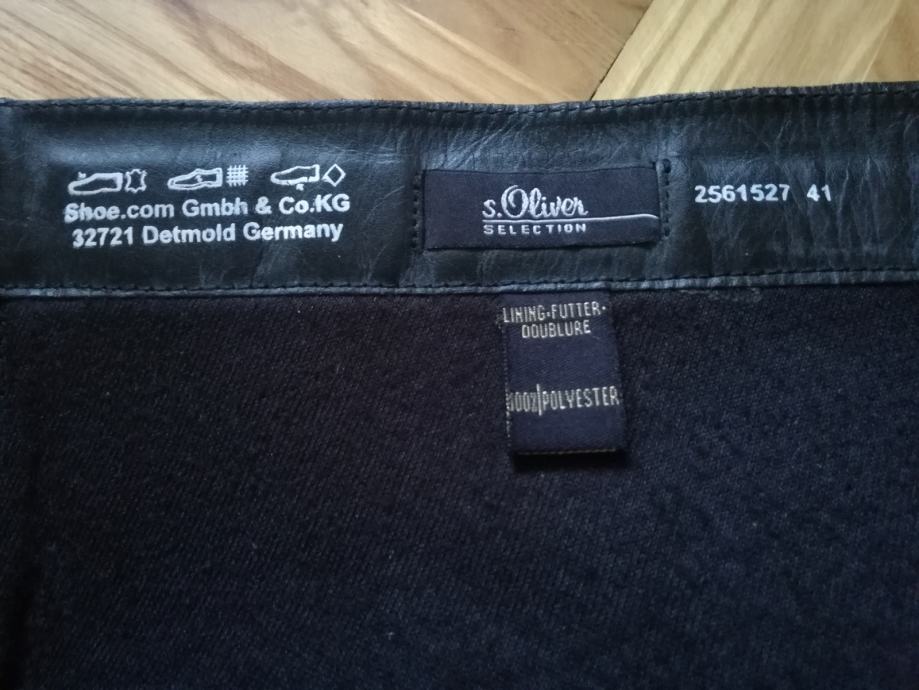 Shoe.com Gmbh & Co.KG
32721 Detmold Germany
s.Oliver
SELECTION
2561527 41
LINING·FUTTER·
DOUBLURE
100%|POLYESTER